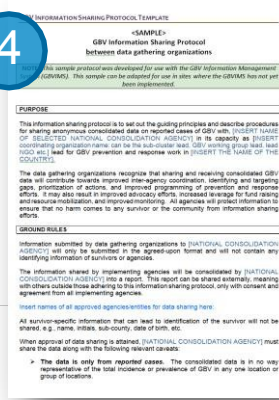 4
GBV INFORMATION SHARING PROTOCOL TEMPLATE
<SAMPLE>
GBV Information Sharing Protocol
between data gathering organizations
This sample protocol was developed for use with the GBV Information Management
(GBVIMS). This sample can be adapted for use in sites where the GBVIMS has not yet
been implemented.
PURPOSE
This information sharing protocol is to set out the guiding principles and describe procedures
for sharing anonymous consolidated data on reported cases of GBV with, [INSERT NAME
OF SELECTED NATIONAL CONSOLIDATION AGENCY] in its capacity as [INSERT
coordinating organization name: can be the sub-cluster lead, GBV working group lead, lead
NGO etc.] lead for GBV prevention and response work in [INSERT THE NAME OF THE
COUNTRY].
The data gathering organizations recognize that sharing and receiving consolidated GBV
data will contribute towards improved inter-agency coordination, identifying and targeting
gaps, prioritization of actions, and improved programming of prevention and response
efforts. It may also result in improved advocacy efforts, increased leverage for fund raising
and resource mobilization, and improved monitoring. All agencies will protect information to
ensure that no harm comes to any survivor or the community from information sharing
efforts.
GROUND RULES
Information submitted by data gathering organizations to [NATIONAL CONSOLIDATION
AGENCY] will only be submitted in the agreed-upon format and will not contain any
identifying information of survivors or agencies.
The information shared by implementing agencies will be consolidated by [NATIONAL
CONSOLIDATION AGENCY] into a report. This report can be shared externally, meaning
with others outside those adhering to this information sharing protocol, only with consent and
agreement from all implementing agencies.
Insert names of all approved agencies/entities for data sharing here:
All survivor-specific information that can lead to identification of the survivor will not be
shared, e.g., name, initials, sub-county, date of birth, etc.
When approval of data sharing is attained, [NATIONAL CONSOLIDATION AGENCY] must
share the data along with the following relevant caveats:
➤ The data is only from reported cases. The consolidated data is in no way
representative of the total incidence or prevalence of GBV in any one location or
group of locations.